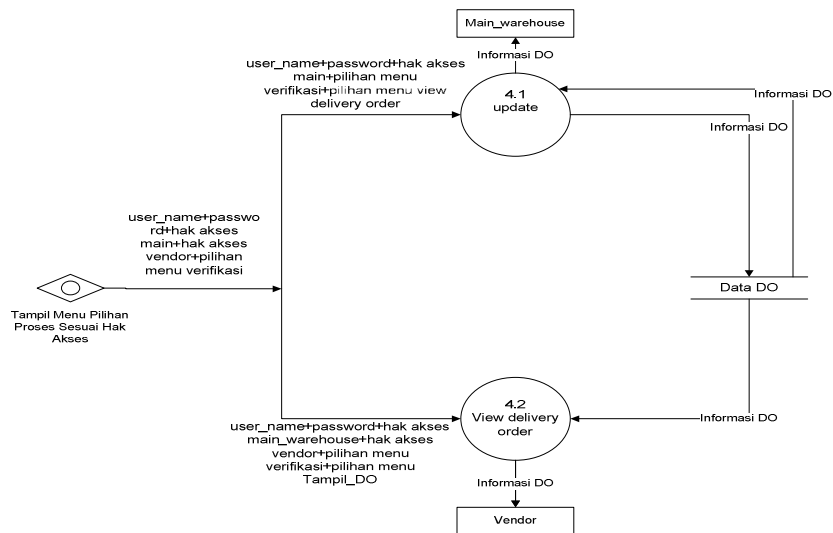 Main_warehouse
Informasi DO
user_name+password+hak akses
main+pilihan menu
verifikasi+pilihan menu view
delivery order
4.1
update
Informasi DO
Informasi DO
user_name+passwo
rd+hak akses
main+hak akses
vendor+pilihan
menu verifikasi
Data DO
Tampil Menu Pilihan
Proses Sesuai Hak
Akses
4.2
View delivery
order
Informasi DO
user_name+password+hak akses
main_warehouse+hak akses
vendor+pilihan menu
verifikasi+pilihan menu
Tampil_DO
Informasi DO
Vendor